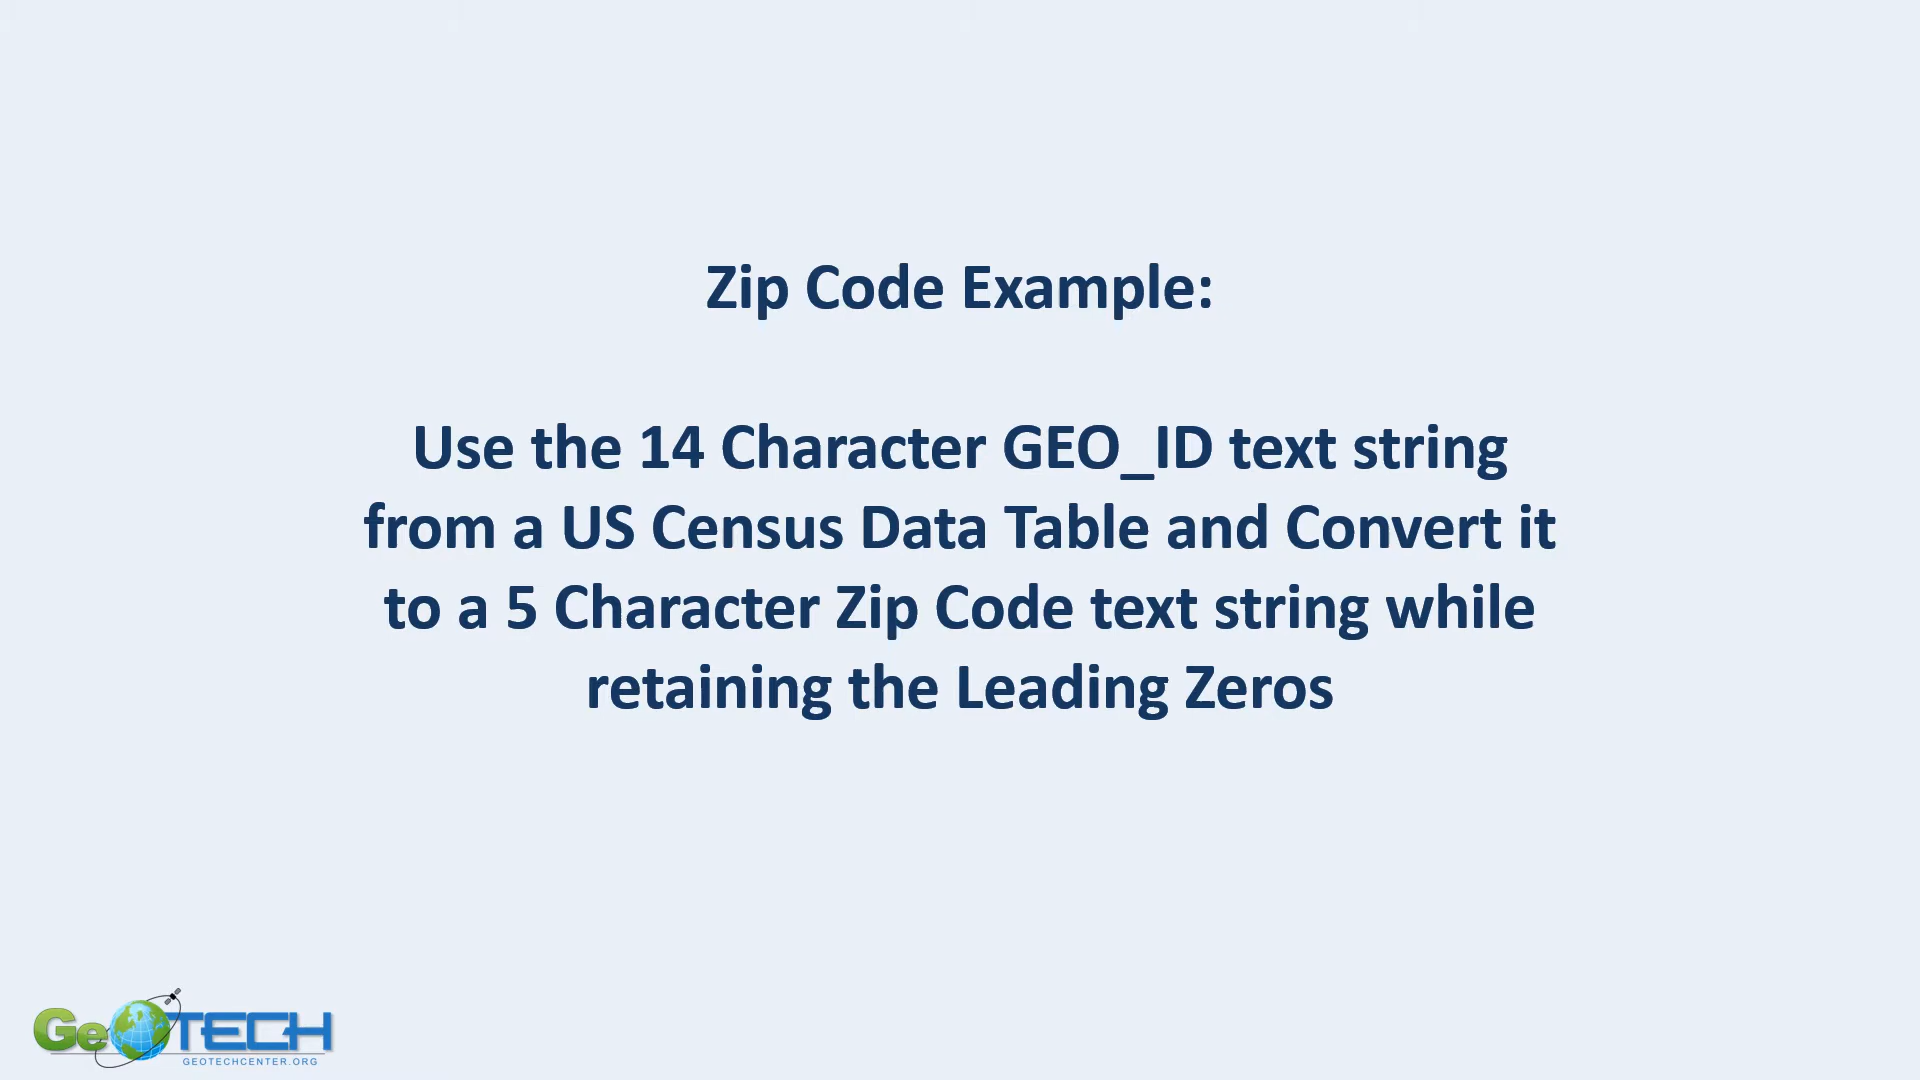 Zip Code Example:
Use the 14 Character GEO_ID text string
from a US Census Data Table and Convert it
to a 5 Character Zip Code text string while
retaining the Leading Zeros
GeoTECH
GEOTECHCENTER.ORG